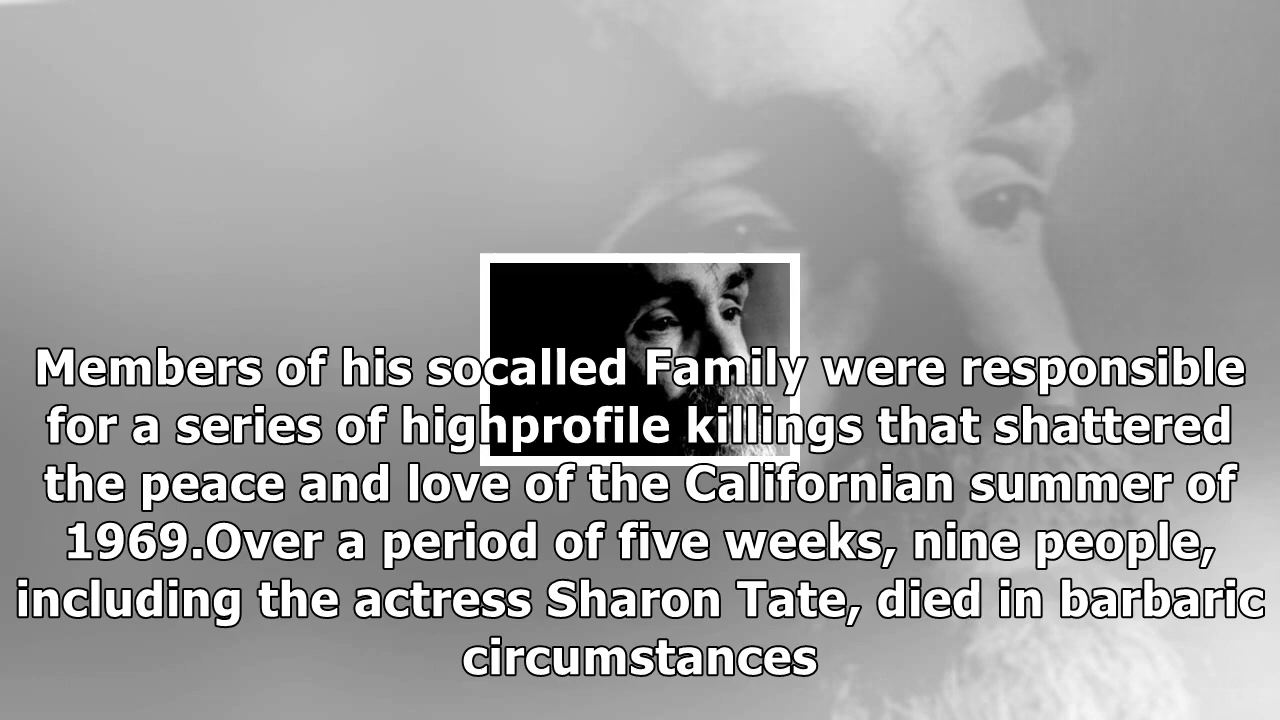 Members of his socalled Family were responsible
for a series of highprofile killings that shattered
the peace and love of the Californian summer of
1969.Over a period of five weeks, nine people,
including the actress Sharon Tate, died in barbaric
circumstances